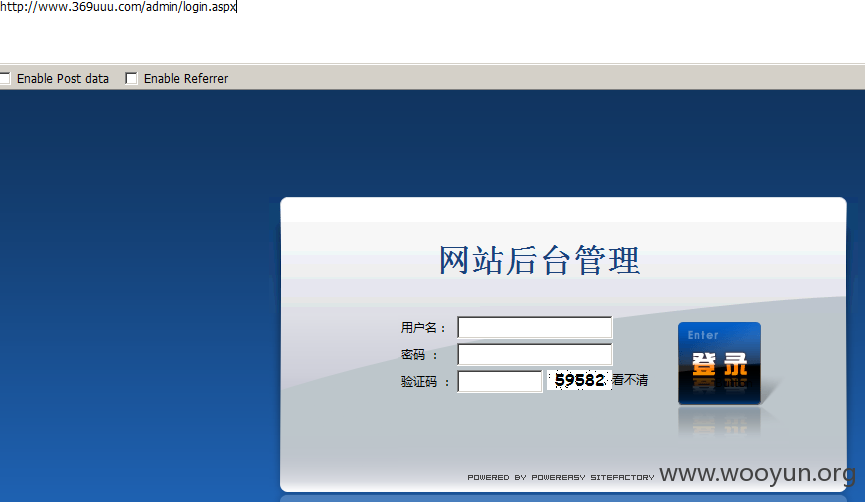 http://www.369uuu.com/admin/login.aspx
Enable Post data Enable Referrer
网站后台管理
用户名：
Enter
登录
密码 ：
验证码 ： 59582 看不清
POWERED BY POWEREASY SITEFACTORY
www.wooyun.org